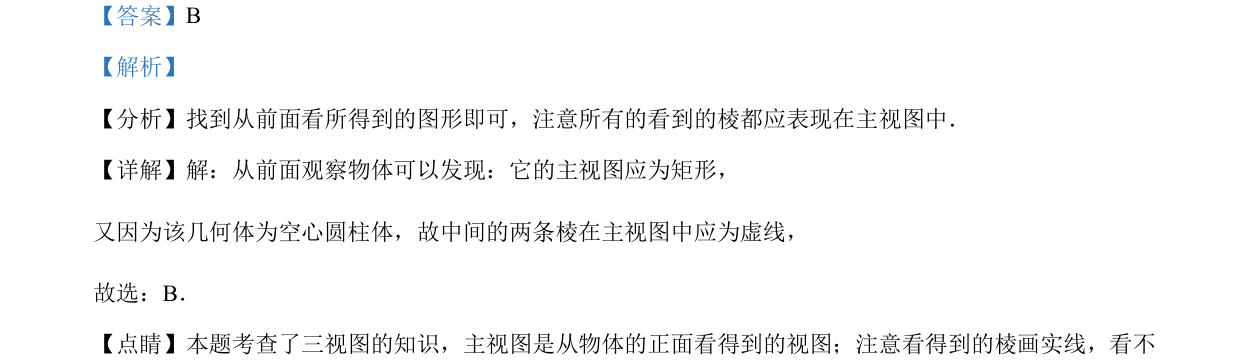 【答案】B
【解析】
【分析】找到从前面看所得到的图形即可，注意所有的看到的棱都应表现在主视图中．
【详解】解：从前面观察物体可以发现：它的主视图应为矩形，
又因为该几何体为空心圆柱体，故中间的两条棱在主视图中应为虚线，
故选：B．
【点睛】本题考查了三视图的知识，主视图是从物体的正面看得到的视图；注意看得到的棱画实线，看不